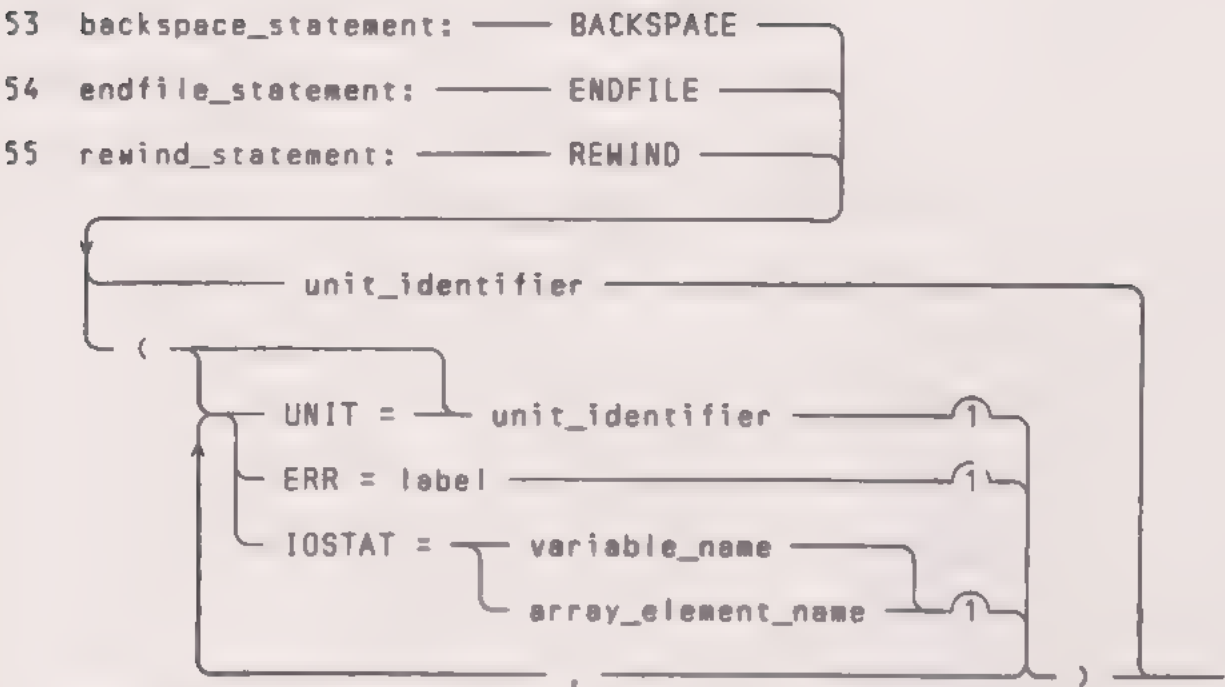 53 backspace_statement: BACKSPACE
54 endfile_statement: ENDFILE
55 rewind_statement: REWIND
unit_identifier
(
UNIT = unit_identifier 1
ERR = label 1
IOSTAT = variable_name
array_element_name 1
, )